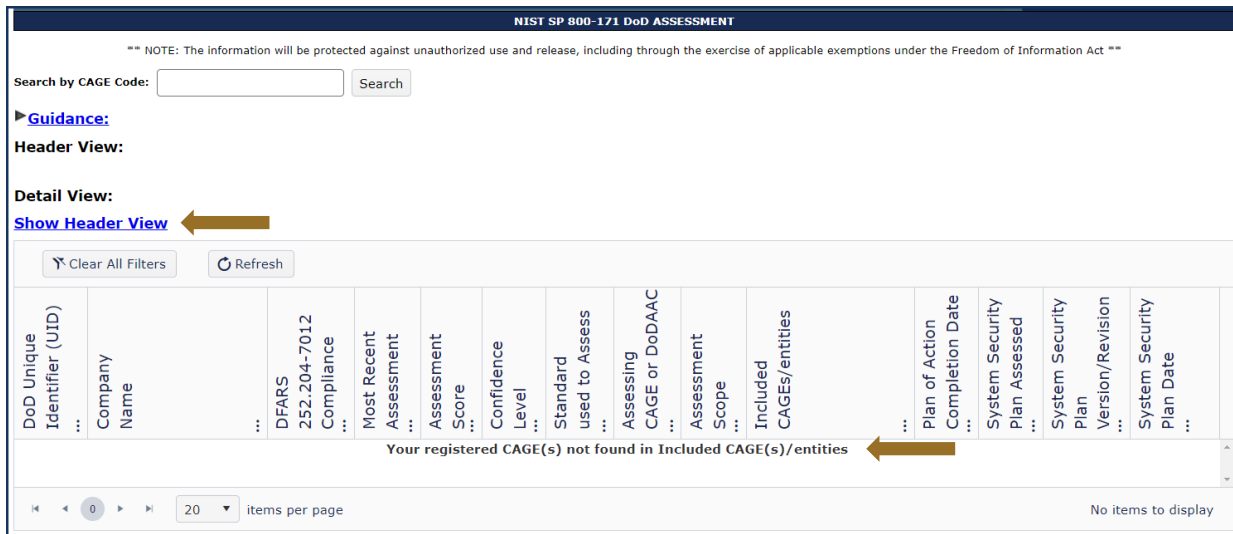 NIST SP 800-171 DoD ASSESSMENT
** NOTE: The information will be protected against unauthorized use and release, including through the exercise of applicable exemptions under the Freedom of Information Act **
Search by CAGE Code:
Search
Guidance:
Header View:
Detail View:
Show Header View
Clear All Filters
Refresh
DoD Unique
Identifier (UID)
...
Company
Name
...
DFARS
252.204-7012
Compliance
...
Most Recent
Assessment
...
Assessment
Score
...
Confidence
Level
...
Standard
used to Assess
...
Assessing
CAGE or DoDAAC
...
Assessment
Scope
...
Included
CAGEs/entities
...
Plan of Action
Completion Date
...
System Security
Plan Assessed
...
System Security
Plan
Version/Revision
...
System Security
Plan Date
...
Your registered CAGE(s) not found in Included CAGE(s)/entities
0
20
items per page
No items to display